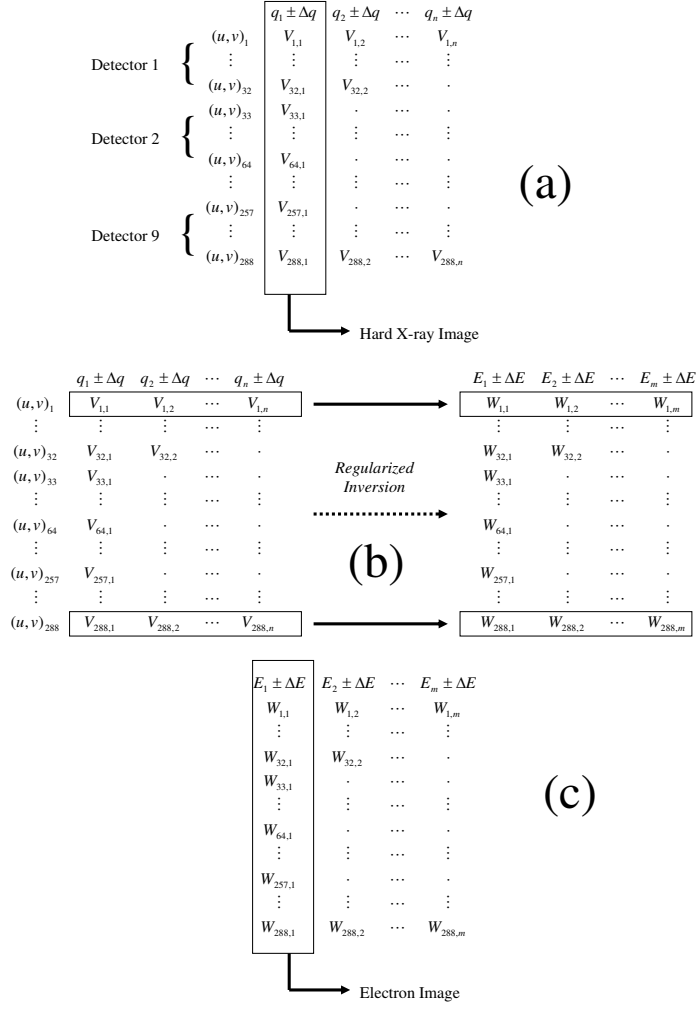 q₁ ± Δq q₂ ± Δq ⋯ qₙ ± Δq
(u,v)₁ V₁,₁ V₁,₂ ⋯ V₁,ₙ
Detector 1 { ⋮ ⋮ ⋮ ⋯ ⋮
(u,v)₃₂ V₃₂,₁ V₃₂,₂ ⋯ ·
(u,v)₃₃ V₃₃,₁ · ⋯ ·
Detector 2 { ⋮ ⋮ ⋮ ⋯ ⋮
(u,v)₆₄ V₆₄,₁ · ⋯ ·
⋮ ⋮ ⋮ ⋯ ⋮
(a)
(u,v)₂₅₇ V₂₅₇,₁ · ⋯ ·
Detector 9 { ⋮ ⋮ ⋮ ⋯ ⋮
(u,v)₂₈₈ V₂₈₈,₁ V₂₈₈,₂ ⋯ V₂₈₈,ₙ
Hard X-ray Image
q₁ ± Δq q₂ ± Δq ⋯ qₙ ± Δq E₁ ± ΔE E₂ ± ΔE ⋯ Eₘ ± ΔE
(u,v)₁ V₁,₁ V₁,₂ ⋯ V₁,ₙ W₁,₁ W₁,₂ ⋯ W₁,ₘ
⋮ ⋮ ⋮ ⋯ ⋮ ⋮ ⋮ ⋯ ⋮
(u,v)₃₂ V₃₂,₁ V₃₂,₂ ⋯ · W₃₂,₁ W₃₂,₂ ⋯ ·
Regularized
Inversion
(u,v)₃₃ V₃₃,₁ · ⋯ · W₃₃,₁ · ⋯ ·
⋮ ⋮ ⋮ ⋯ ⋮ ⋮ ⋮ ⋯ ⋮
(u,v)₆₄ V₆₄,₁ · ⋯ · W₆₄,₁ · ⋯ ·
⋮ ⋮ ⋮ ⋯ ⋮ ⋮ ⋮ ⋯ ⋮
(b)
(u,v)₂₅₇ V₂₅₇,₁ · ⋯ · W₂₅₇,₁ · ⋯ ·
⋮ ⋮ ⋮ ⋯ ⋮ ⋮ ⋮ ⋯ ⋮
(u,v)₂₈₈ V₂₈₈,₁ V₂₈₈,₂ ⋯ V₂₈₈,ₙ W₂₈₈,₁ W₂₈₈,₂ ⋯ W₂₈₈,ₘ
E₁ ± ΔE E₂ ± ΔE ⋯ Eₘ ± ΔE
W₁,₁ W₁,₂ ⋯ W₁,ₘ
⋮ ⋮ ⋯ ⋮
W₃₂,₁ W₃₂,₂ ⋯ ·
W₃₃,₁ · ⋯ ·
(c)
⋮ ⋮ ⋯ ⋮
W₆₄,₁ · ⋯ ·
⋮ ⋮ ⋯ ⋮
W₂₅₇,₁ · ⋯ ·
⋮ ⋮ ⋯ ⋮
W₂₈₈,₁ W₂₈₈,₂ ⋯ W₂₈₈,ₘ
Electron Image